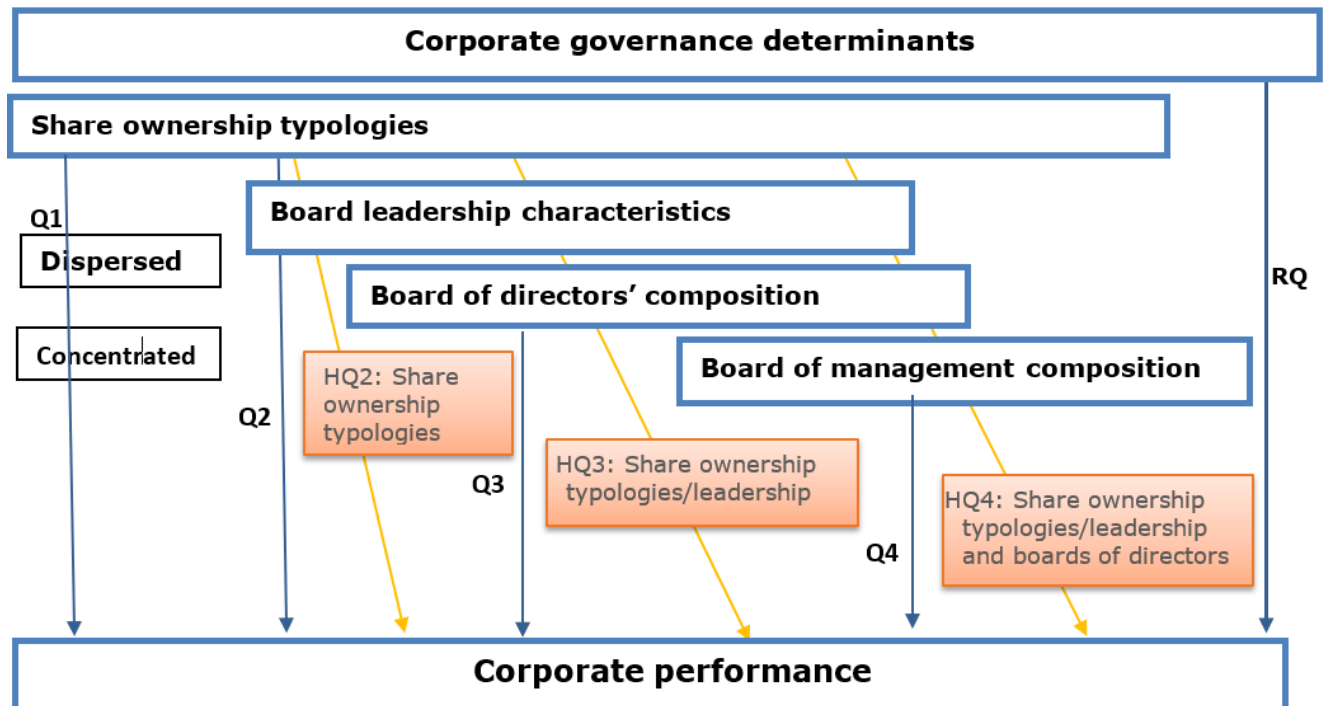 Corporate governance determinants
Share ownership typologies
Board leadership characteristics
Q1
Dispersed
RQ
Board of directors’ composition
Concentrated
Board of management composition
HQ2: Share
ownership
typologies
Q2
HQ3: Share ownership
typologies/leadership
Q3
HQ4: Share ownership
typologies/leadership
and boards of directors
Q4
Corporate performance